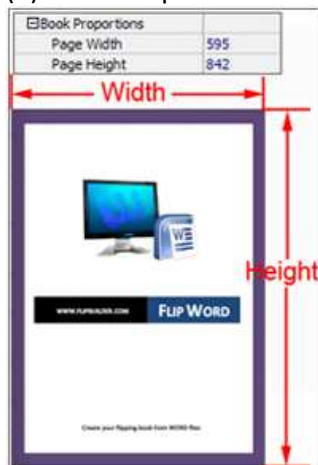 Book Proportions
Page Width 595
Page Height 842
Width
Height
W
WWW.FLIPBUILDER.COM FLIP WORD
Create your flipping book from WORD files